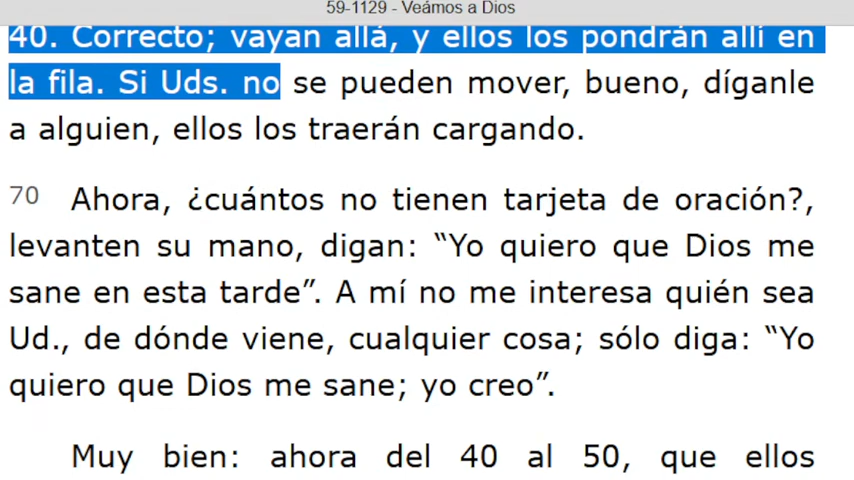 59-1129 - Veámos a Dios
40. Correcto; vayan allá, y ellos los pondrán allí en
la fila. Si Uds. no se pueden mover, bueno, díganle
a alguien, ellos los traerán cargando.
70 Ahora, ¿cuántos no tienen tarjeta de oración?,
levanten su mano, digan: “Yo quiero que Dios me
sane en esta tarde”. A mí no me interesa quién sea
Ud., de dónde viene, cualquier cosa; sólo diga: “Yo
quiero que Dios me sane; yo creo”.
Muy bien: ahora del 40 al 50, que ellos